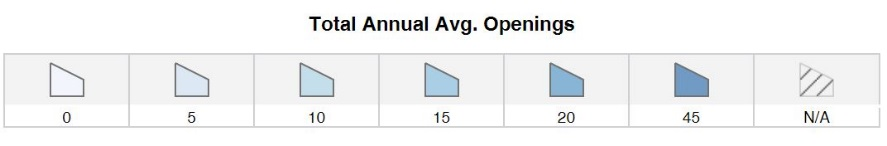 Total Annual Avg. Openings
0 5 10 15 20 45 N/A